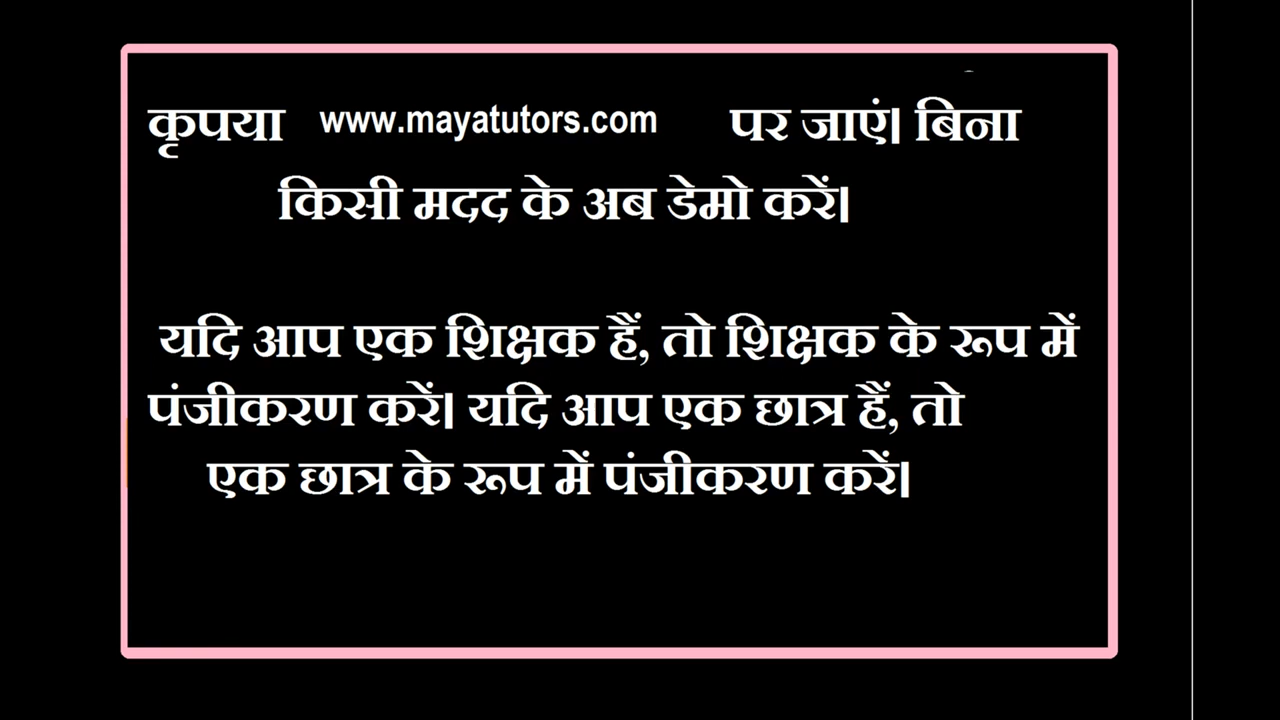 कृपया www.mayatutors.com पर जाएं। बिना
किसी मदद के अब डेमो करें।
यदि आप एक शिक्षक हैं, तो शिक्षक के रूप में
पंजीकरण करें। यदि आप एक छात्र हैं, तो
एक छात्र के रूप में पंजीकरण करें।